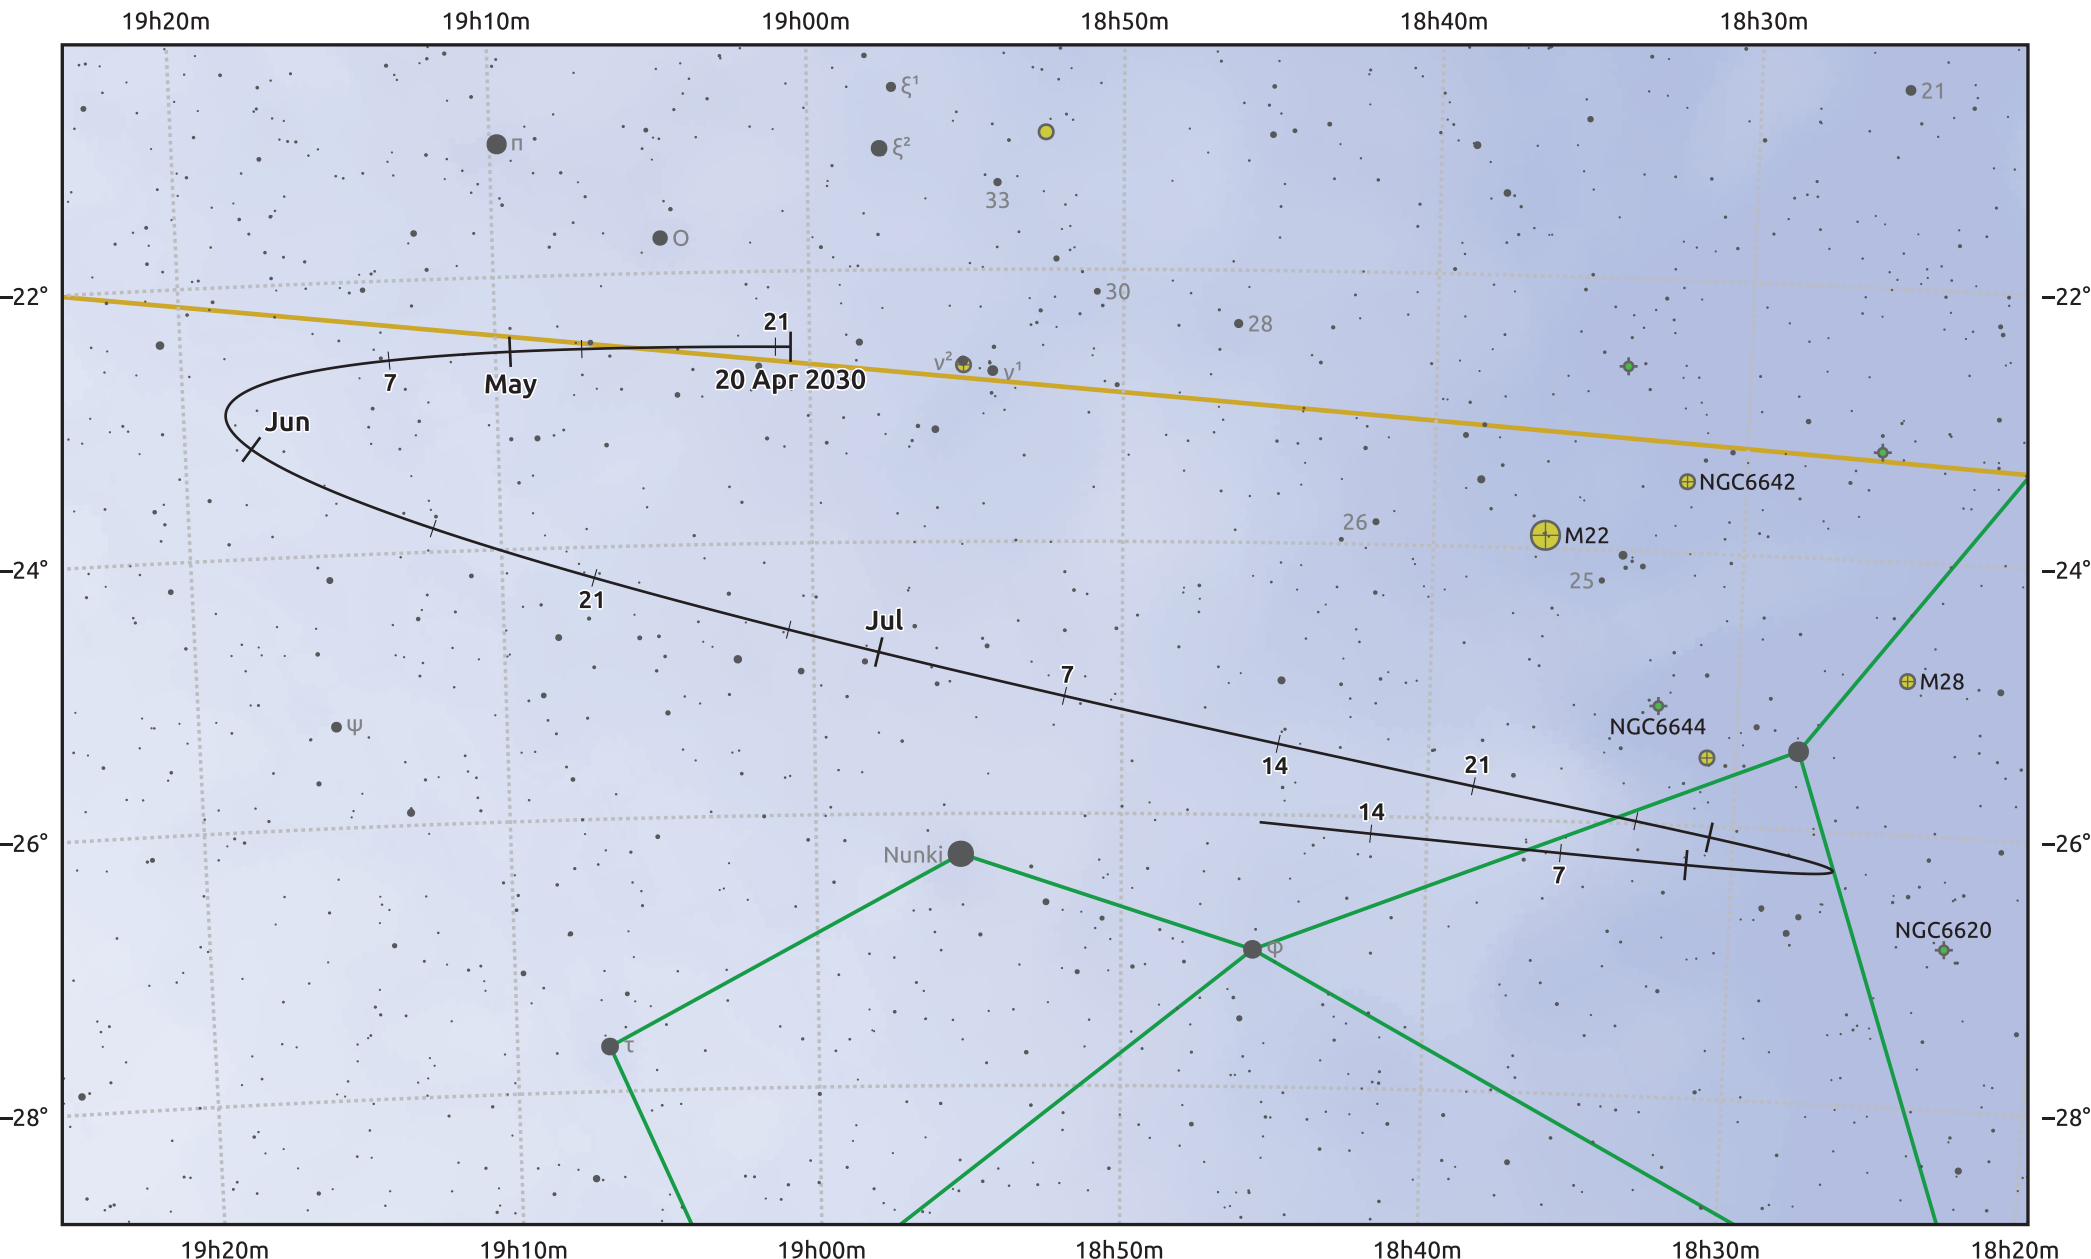 19h20m 19h10m 19h00m 18h50m 18h40m 18h30m
ξ¹
21
π
ξ²
33
O
−22° −22°
30
21
28
ν² ν¹
7 May 20 Apr 2030
Jun
NGC6642
26
M22
−24° −24°
25
21
Jul
7
M28
ψ
NGC6644
14
21
14
−26° −26°
Nunki
7
NGC6620
φ
τ
−28° −28°
19h20m 19h10m 19h00m 18h50m 18h40m 18h30m 18h20m